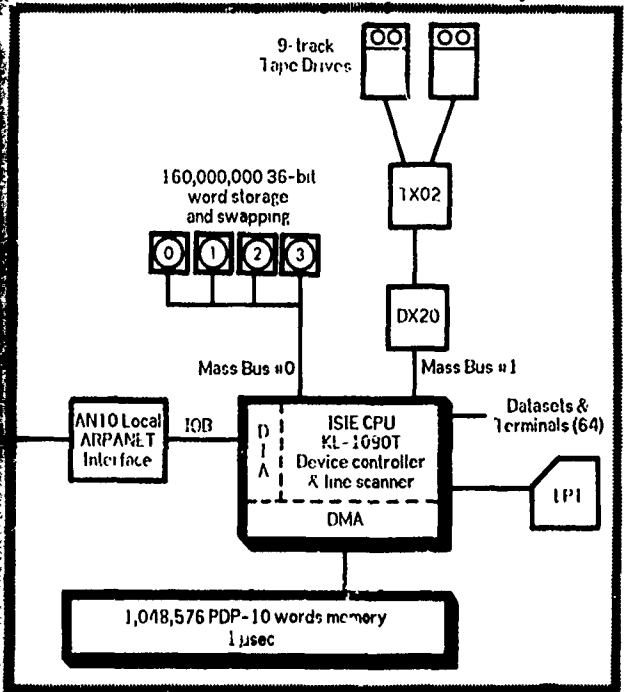 9-track
Tape Drives
TX02
160,000,000 36-bit
word storage
and swapping
0 1 2 3
DX20
Mass Bus #0
Mass Bus #1
AN10 Local
ARPANET
Interface
IOB
D
I
A
ISIE CPU
KL-1090T
Device controller
& line scanner
DMA
Datasets &
Terminals (64)
LPT
1,048,576 PDP-10 words memory
1 µsec